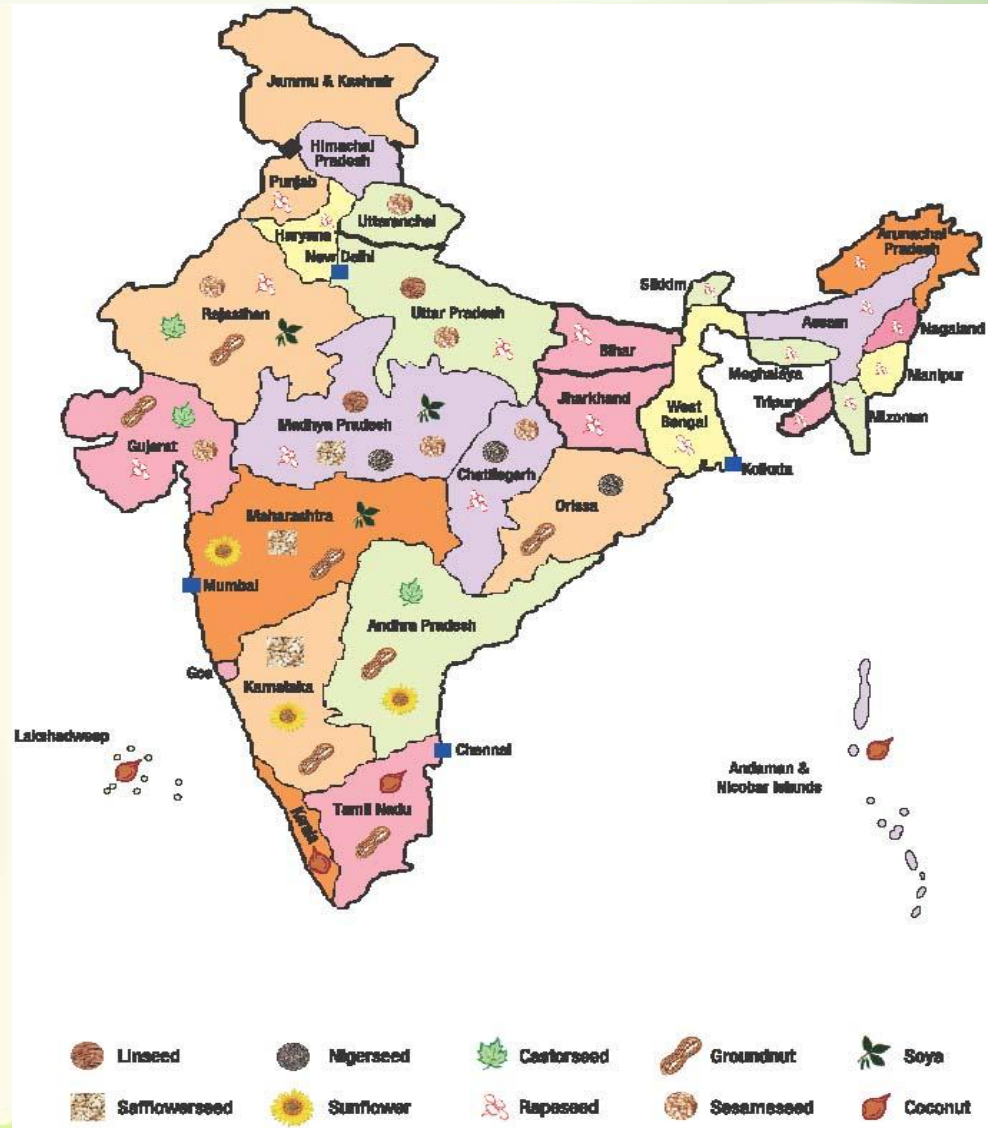 Jammu & Kashmir
Himachal
Pradesh
Punjab
Uttaranchal
Haryana
New Delhi
Arunachal
Pradesh
Sikkim
Rajasthan
Uttar Pradesh
Assam
Nagaland
Bihar
Meghalaya
Manipur
Jharkhand
Tripura
Mizoram
West
Bengal
Madhya Pradesh
Gujarat
Chattisgarh
Kolkata
Orissa
Maharashtra
Mumbai
Andhra Pradesh
Goa
Karnataka
Lakshadweep
Chennai
Andaman &
Nicobar Islands
Tamil Nadu
Kerala
Linseed
Nigerseed
Castorseed
Groundnut
Soya
Safflowerseed
Sunflower
Rapeseed
Sesameseed
Coconut